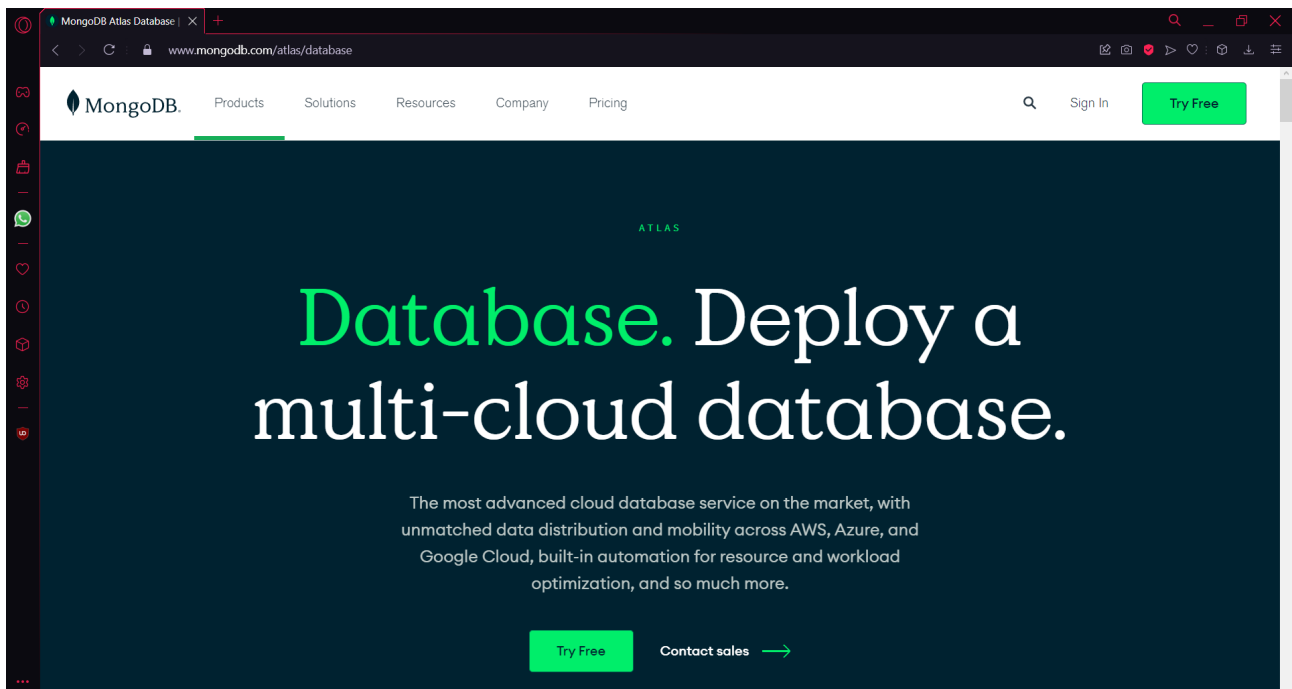 MongoDB Atlas Database |
www.mongodb.com/atlas/database
MongoDB.
Products
Solutions
Resources
Company
Pricing
Sign In
Try Free
ATLAS
Database. Deploy a
multi-cloud database.
The most advanced cloud database service on the market, with
unmatched data distribution and mobility across AWS, Azure, and
Google Cloud, built-in automation for resource and workload
optimization, and so much more.
Try Free
Contact sales